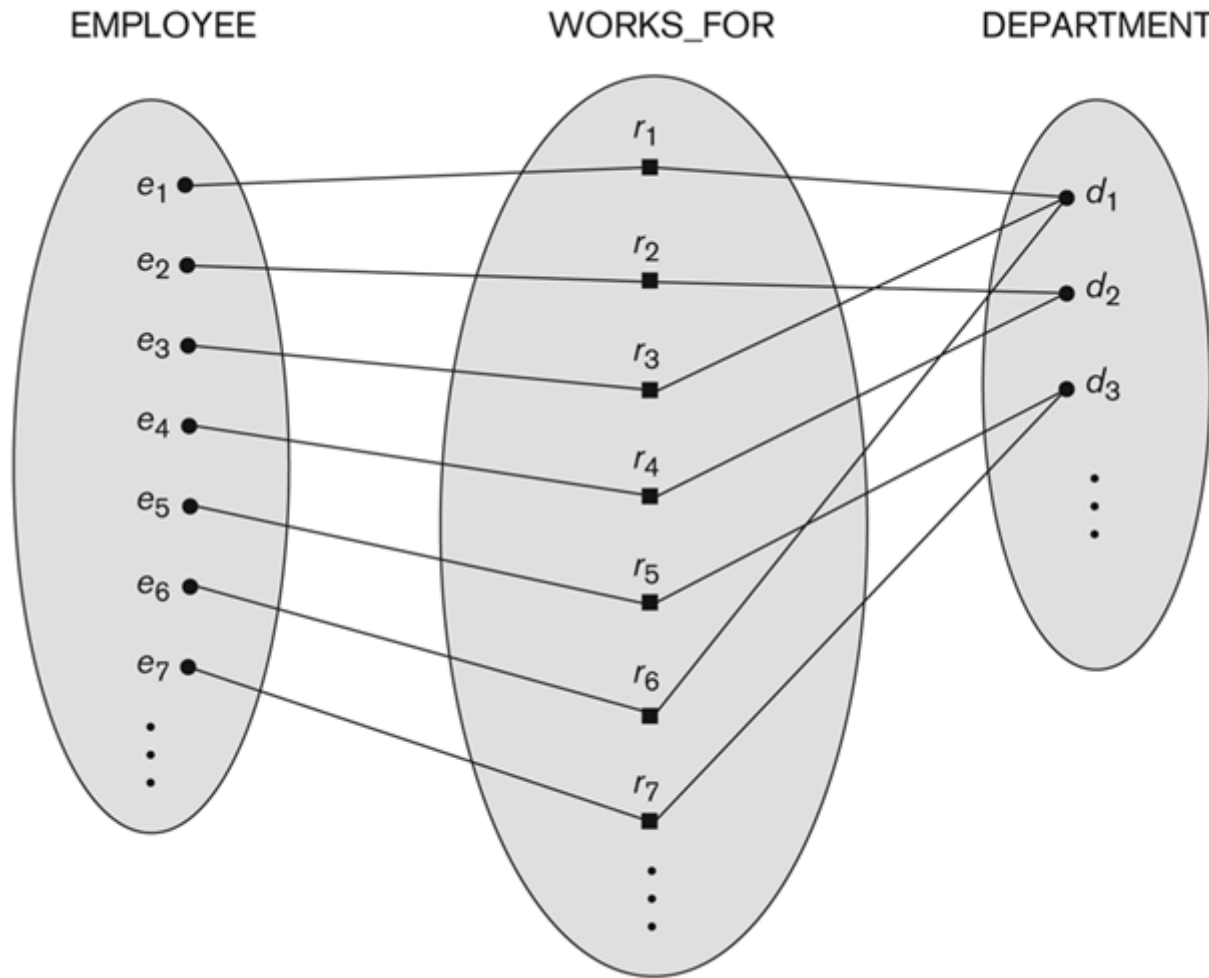 EMPLOYEE WORKS_FOR DEPARTMENT
r₁
e₁ d₁
r₂
e₂ d₂
e₃ r₃ d₃
e₄ r₄
e₅ r₅
e₆ r₆
e₇ r₇